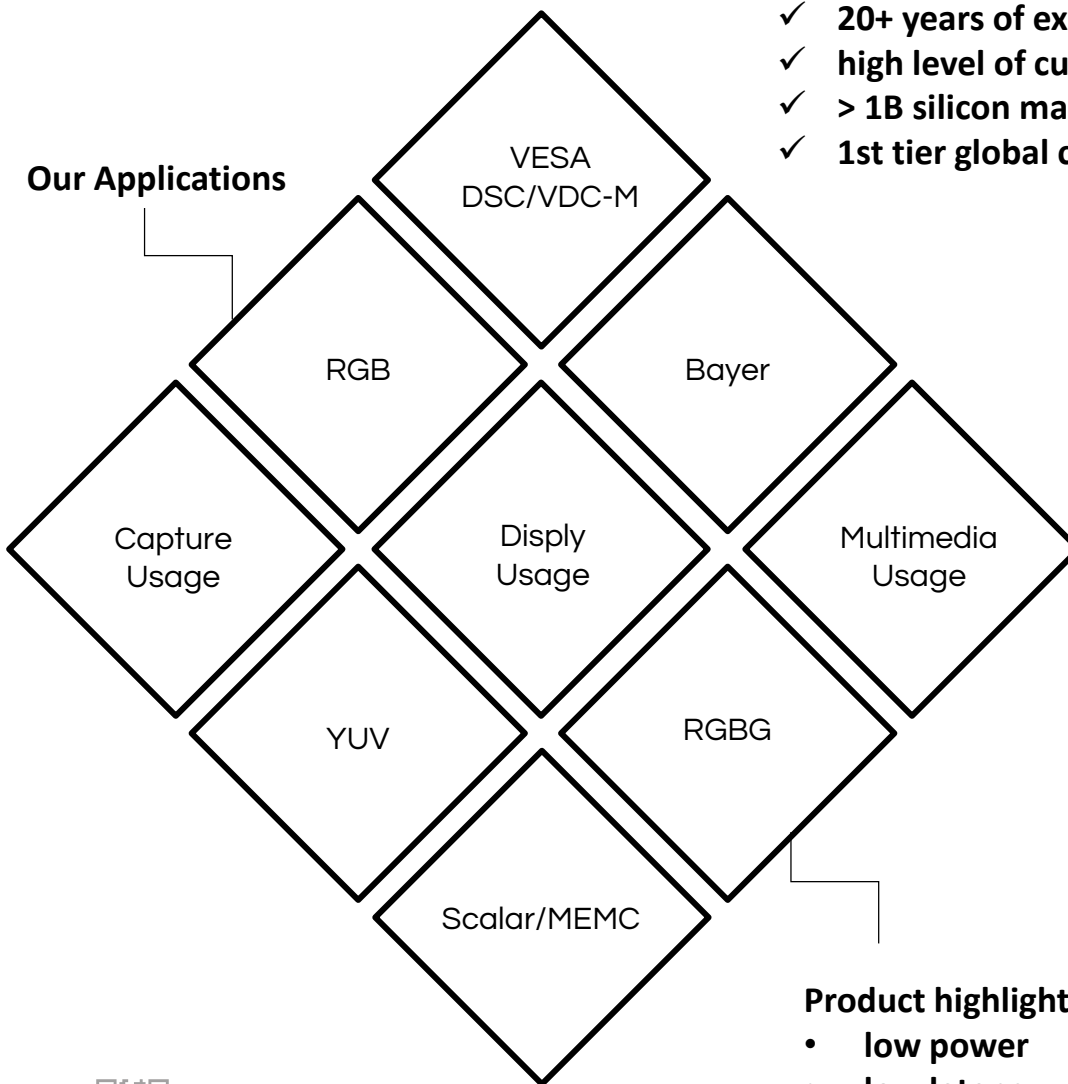 20+ years of ex
high level of cu
> 1B silicon ma
1st tier global
Our Applications
VESA
DSC/VDC-M
RGB
Bayer
Capture
Usage
Disply
Usage
Multimedia
Usage
YUV
RGBG
Scalar/MEMC
Product highlight
low power